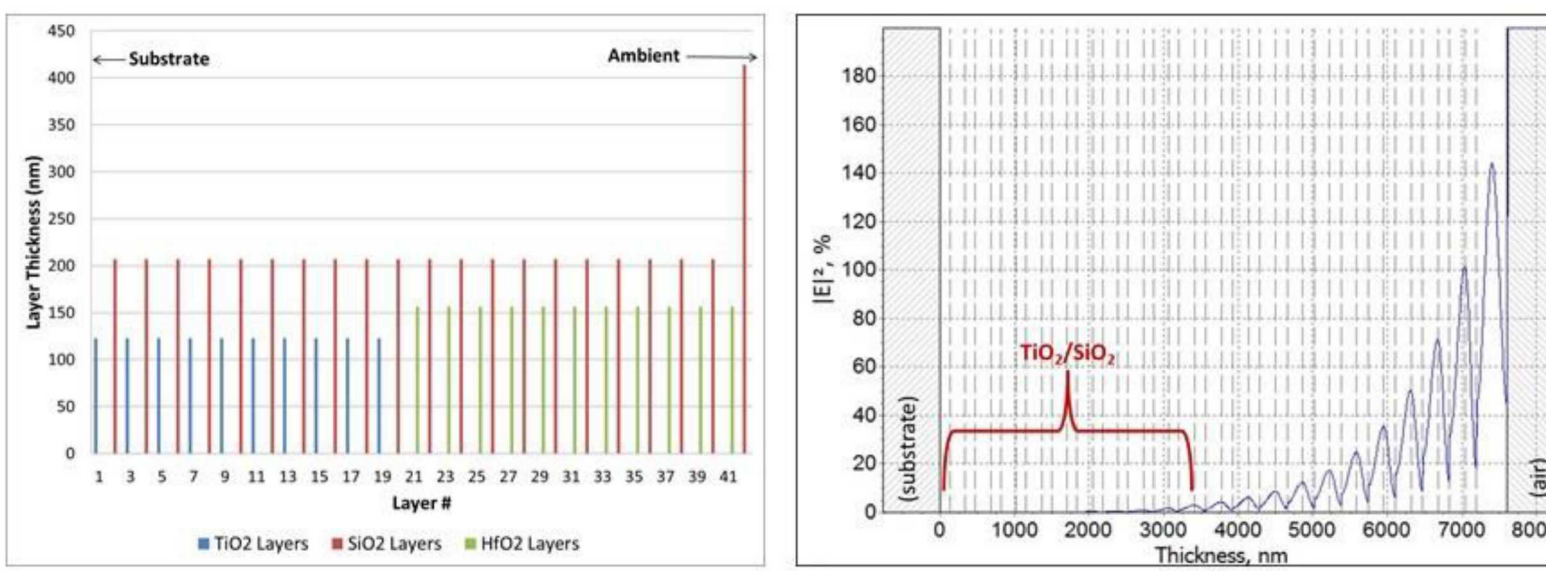 450
400
350
300
250
200
150
100
50
0
Layer Thickness (nm)
Substrate
Ambient
1 3 5 7 9 11 13 15 17 19 21 23 25 27 29 31 33 35 37 39 41
Layer #
TiO2 Layers SiO2 Layers HfO2 Layers
180
160
140
120
100
80
60
40
20
0
|E|², %
TiO₂/SiO₂
(substrate)
(air)
0 1000 2000 3000 4000 5000 6000 7000 800
Thickness, nm